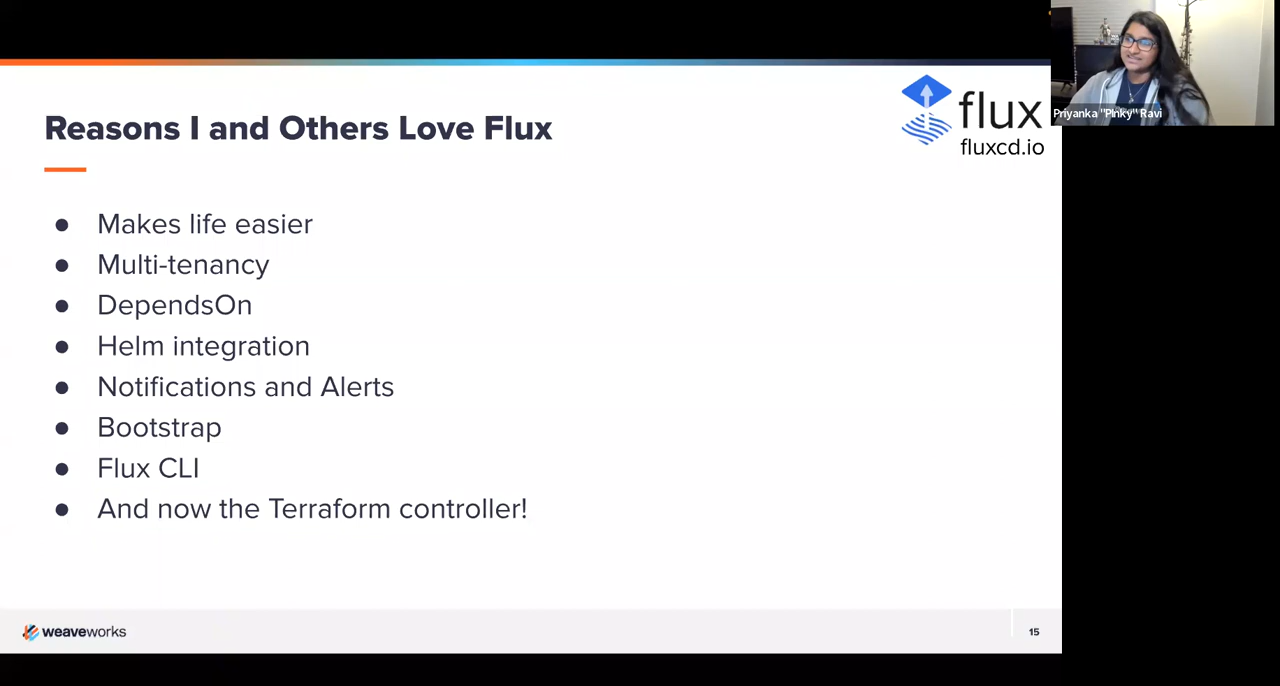 Reasons I and Others Love Flux
flux
fluxcd.io
Priyanka "Pinky" Ravi
● Makes life easier
● Multi-tenancy
● DependsOn
● Helm integration
● Notifications and Alerts
● Bootstrap
● Flux CLI
● And now the Terraform controller!
weaveworks
15